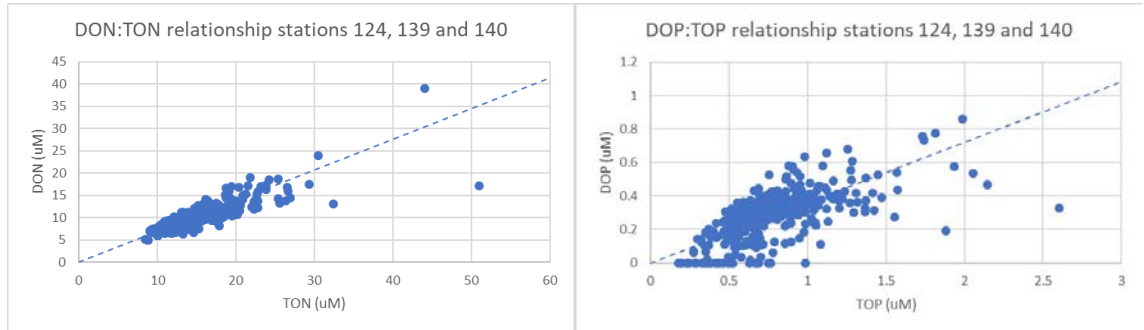 DON:TON relationship stations 124, 139 and 140
45
40
35
30
25
20
15
10
5
0
DON (uM)
0 10 20 30 40 50 60
TON (uM)
DOP:TOP relationship stations 124, 139 and 140
1.2
1
0.8
0.6
0.4
0.2
0
DOP (uM)
0 0.5 1 1.5 2 2.5 3
TOP (uM)